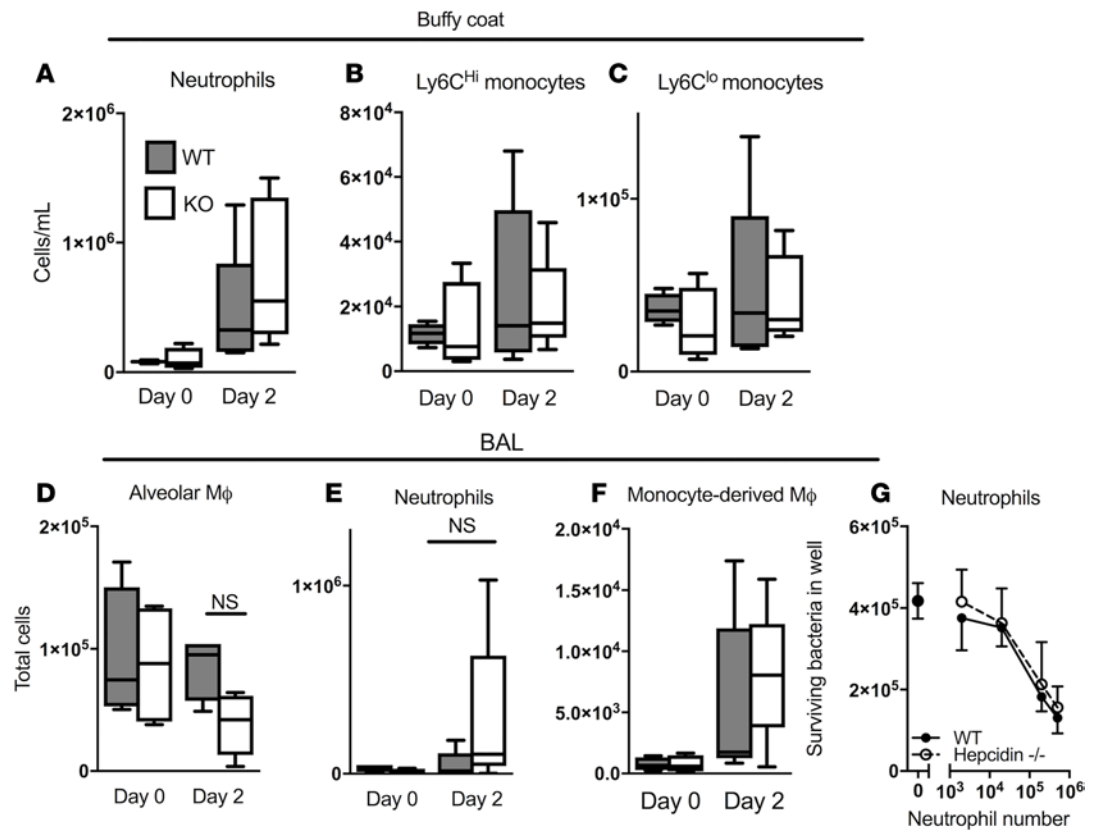 Buffy coat
A
Neutrophils
2×10⁶
1×10⁶
0
Cells/mL
WT
KO
Day 0 Day 2
B
Ly6Cᴴⁱ monocytes
8×10⁴
6×10⁴
4×10⁴
2×10⁴
0
Day 0 Day 2
C
Ly6Cˡᵒ monocytes
1×10⁵
0
Day 0 Day 2
BAL
D
Alveolar Mϕ
2×10⁵
1×10⁵
0
Total cells
NS
Day 0 Day 2
E
Neutrophils
NS
1×10⁶
0
Day 0 Day 2
F
Monocyte-derived Mϕ
2.0×10⁴
1.5×10⁴
1.0×10⁴
5.0×10³
0.0
Day 0 Day 2
G
Neutrophils
6×10⁵
4×10⁵
2×10⁵
0
Surviving bacteria in well
WT
Hepcidin -/-
0 10³ 10⁴ 10⁵ 10⁶
Neutrophil number